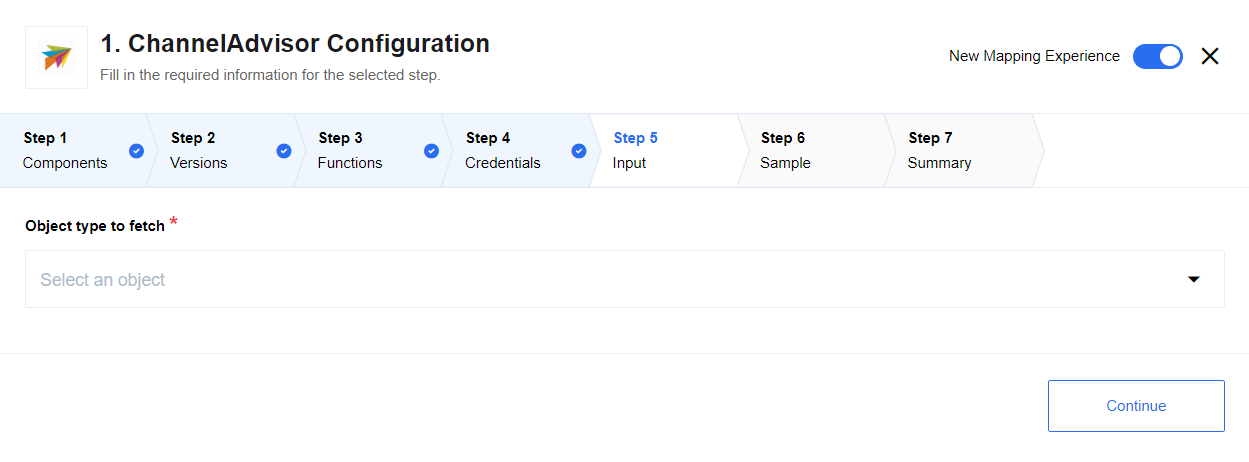 1. ChannelAdvisor Configuration
Fill in the required information for the selected step.
New Mapping Experience
Step 1
Components
Step 2
Versions
Step 3
Functions
Step 4
Credentials
Step 5
Input
Step 6
Sample
Step 7
Summary
Object type to fetch *
Select an object
Continue